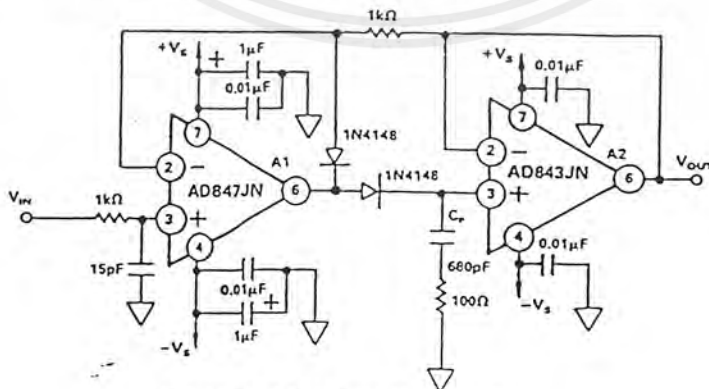 1kΩ
+Vs
+
1μF
0.01μF
+Vs
0.01μF
7
7
1N4148
2
−
A1
1N4148
2
−
A2
AD847JN
6
AD843JN
6
VOUT
VIN
1kΩ
3
+
3
+
4
CF
4
15pF
680pF
0.01μF
0.01μF
+
100Ω
1μF
−Vs
−Vs